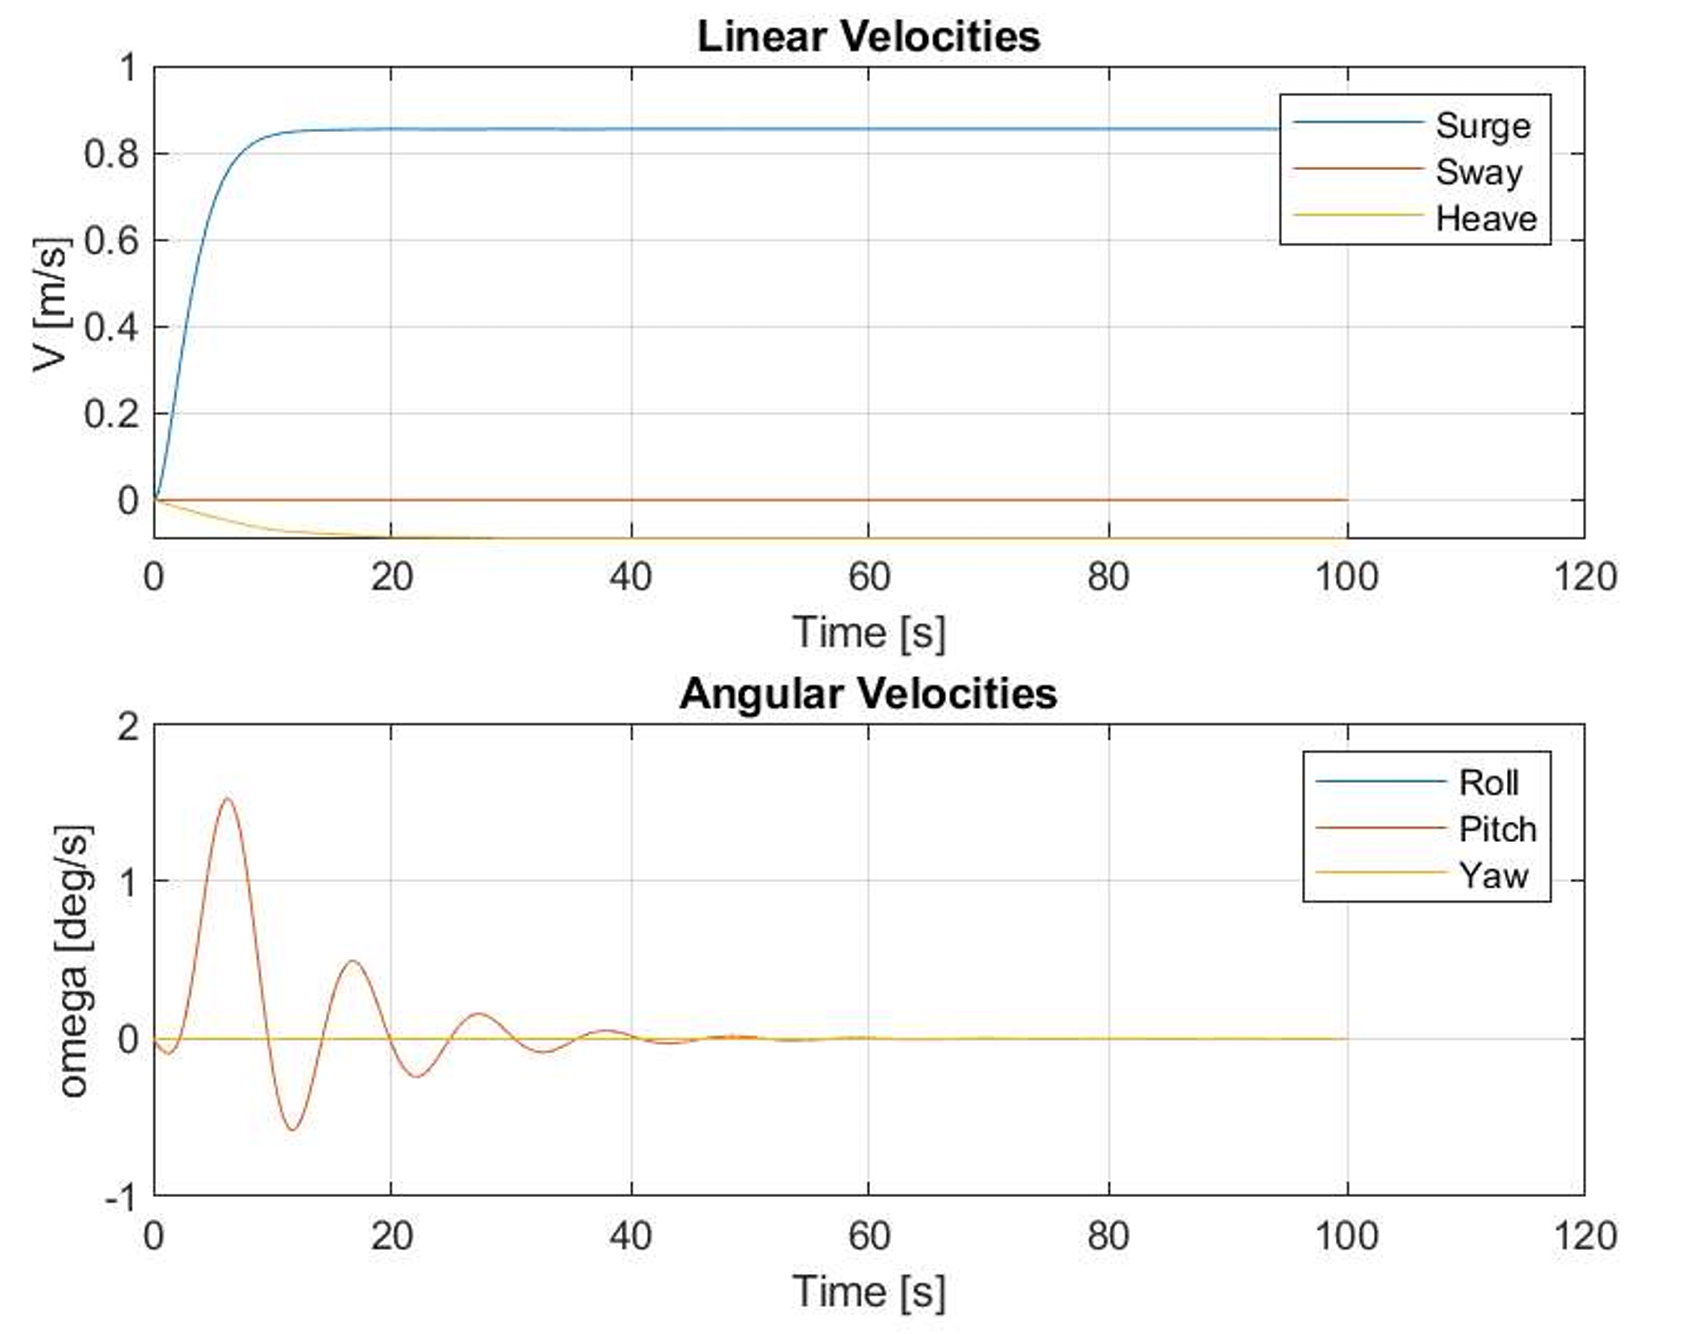 Linear Velocities
1
0.8
0.6
0.4
0.2
0
V [m/s]
Surge
Sway
Heave
0 20 40 60 80 100 120
Time [s]
Angular Velocities
2
1
0
-1
omega [deg/s]
Roll
Pitch
Yaw
0 20 40 60 80 100 120
Time [s]